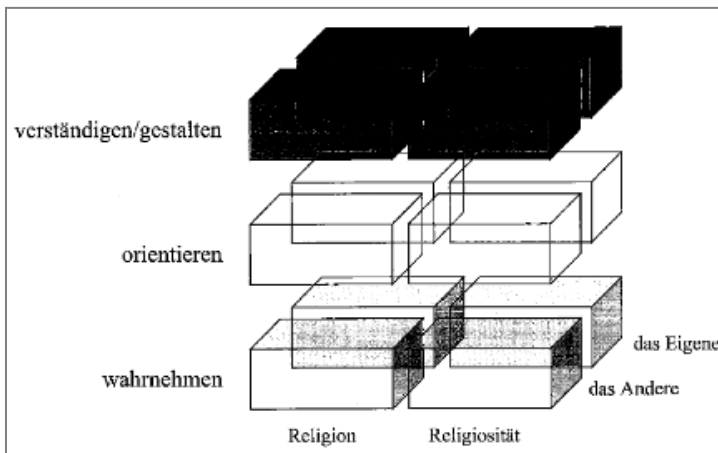 verständigen/gestalten
orientieren
das Eigene
wahrnehmen
das Andere
Religion
Religiosität